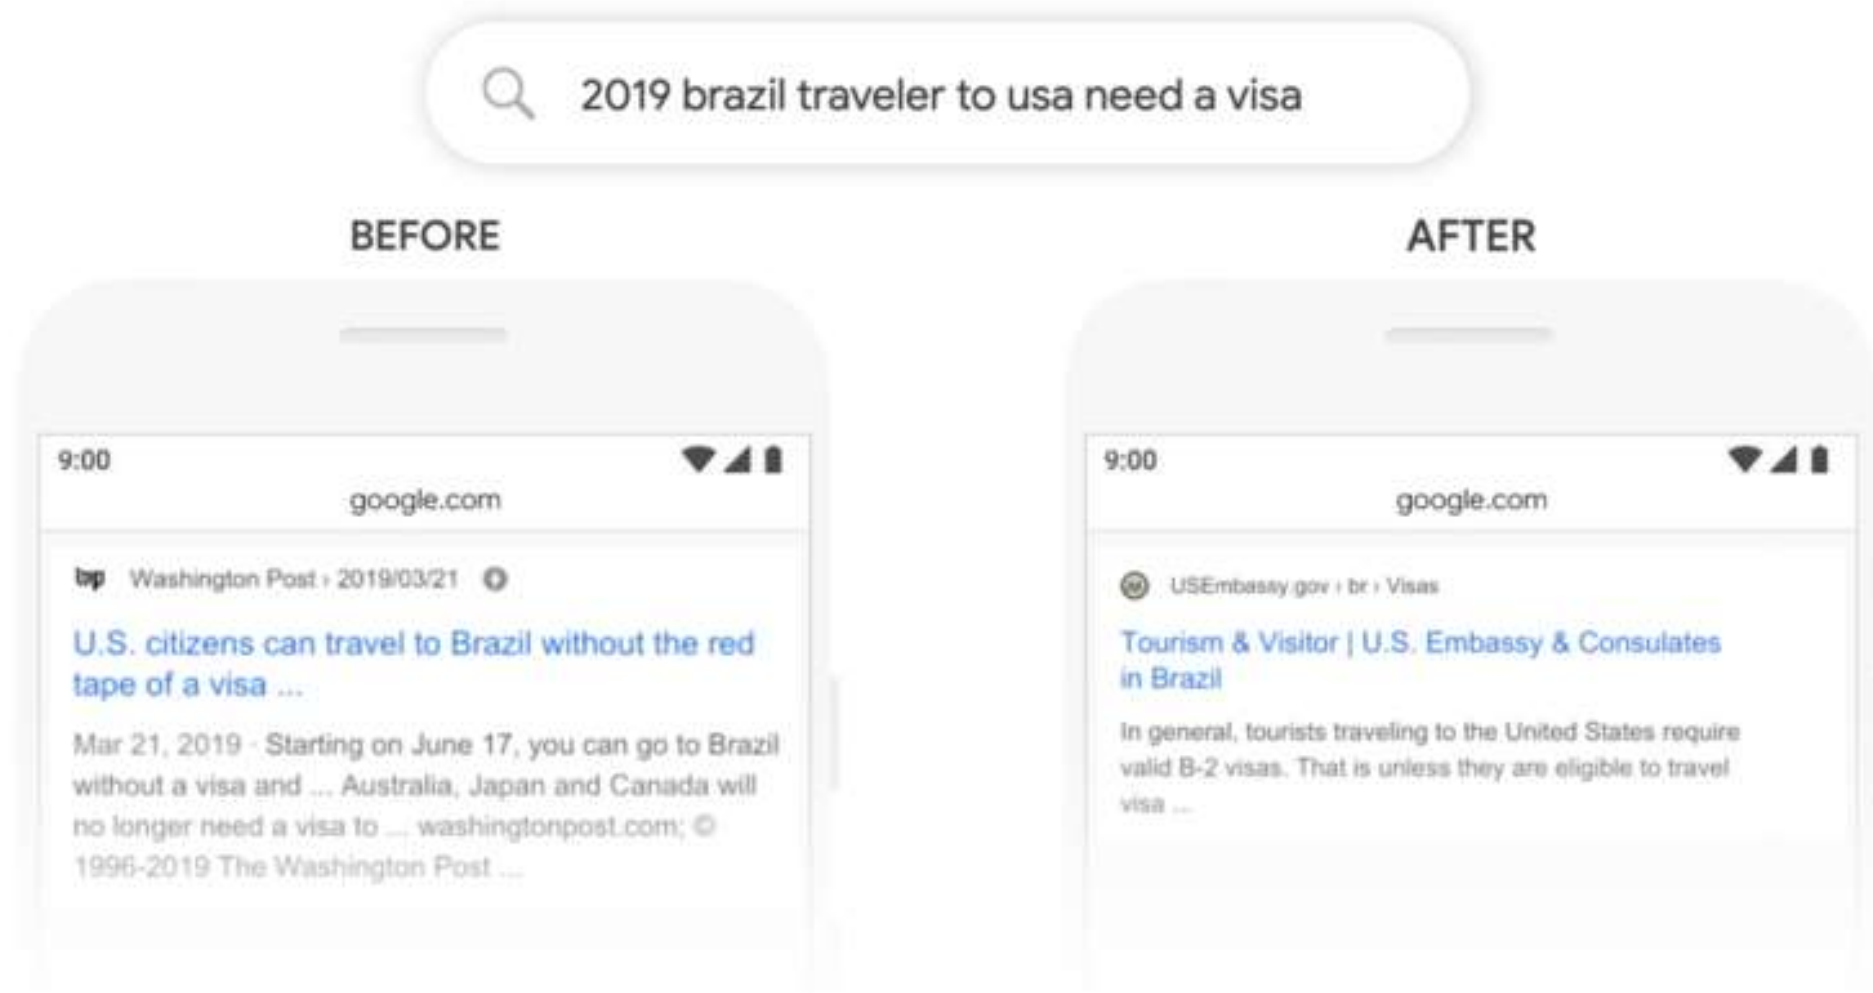 2019 brazil traveler to usa need a visa
BEFORE
9:00
google.com
wp Washington Post › 2019/03/21
U.S. citizens can travel to Brazil without the red
tape of a visa ...
Mar 21, 2019 · Starting on June 17, you can go to Brazil
without a visa and ... Australia, Japan and Canada will
no longer need a visa to ... washingtonpost.com; ©
1996-2019 The Washington Post ...
AFTER
9:00
google.com
USEmbassy.gov › br › Visas
Tourism & Visitor | U.S. Embassy & Consulates
in Brazil
In general, tourists traveling to the United States require
valid B-2 visas. That is unless they are eligible to travel
visa ...